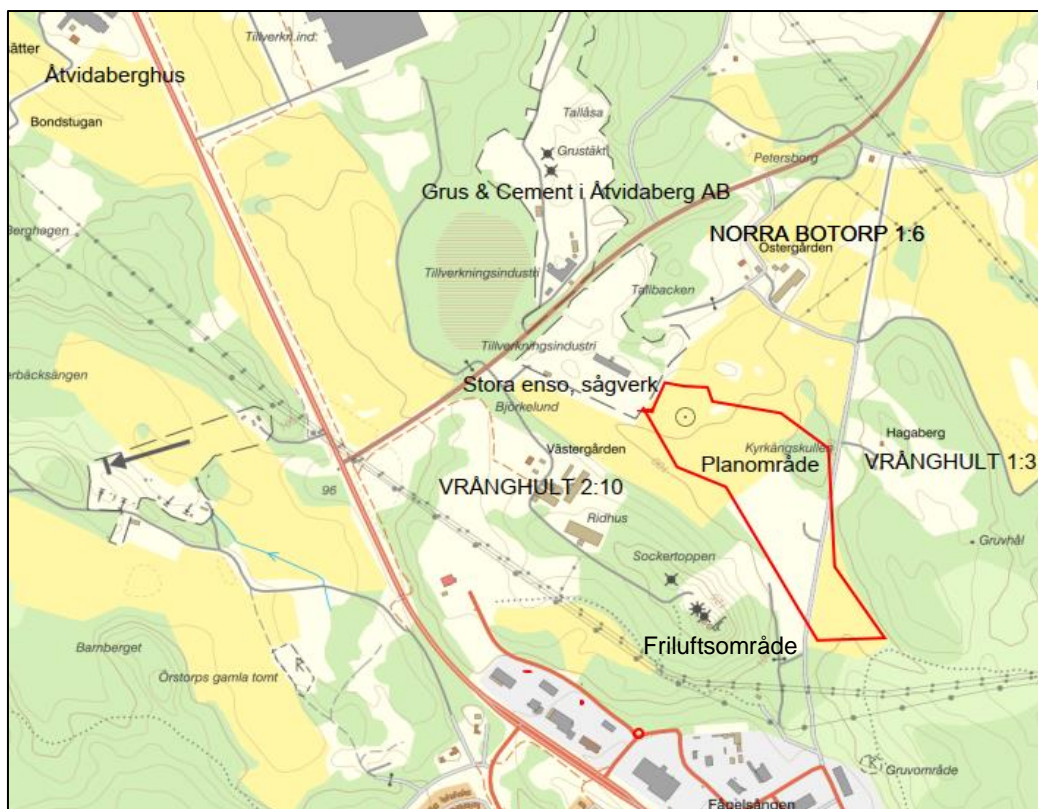 Tillverkn.ind:
sätter
Åtvidaberghus
Bondstugan
Tallåsa
Grustäkt
Petersborg
Grus & Cement i Åtvidaberg AB
NORRA BOTORP 1:6
Östergården
Berghagen
Tillverkningsindustri
Tallbacken
Tillverkningsindustri
erbäcksängen
Stora enso, sågverk
Björkelund
Västergården
Kyrkängskullen
Hagaberg
Planområde
VRÅNGHULT 1:3
96
VRÅNGHULT 2:10
Ridhus
Gruvhål
Sockertoppen
Barnberget
Friluftsområde
Örstorps gamla tomt
Gruvområde
Fågelsången